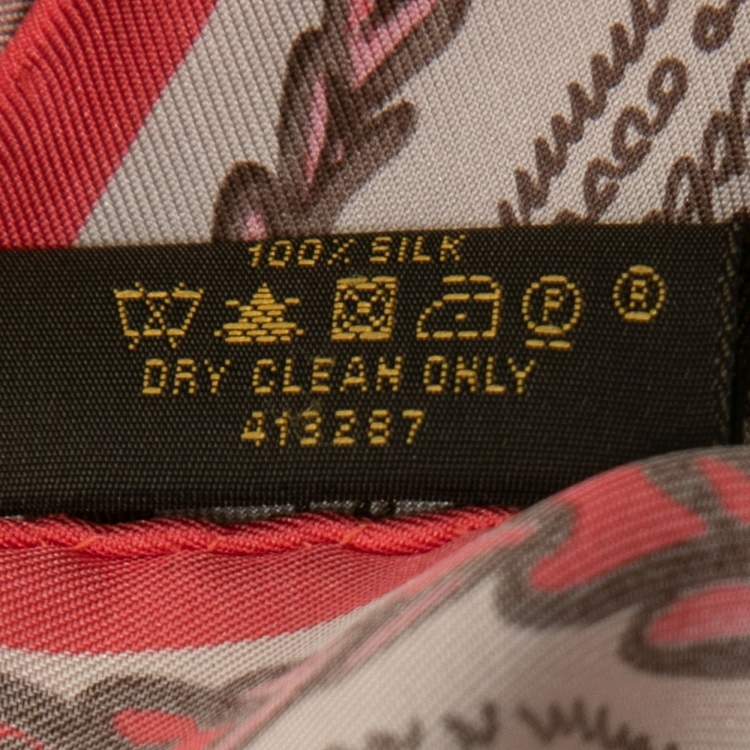 100% SILK
P R
DRY CLEAN ONLY
413287